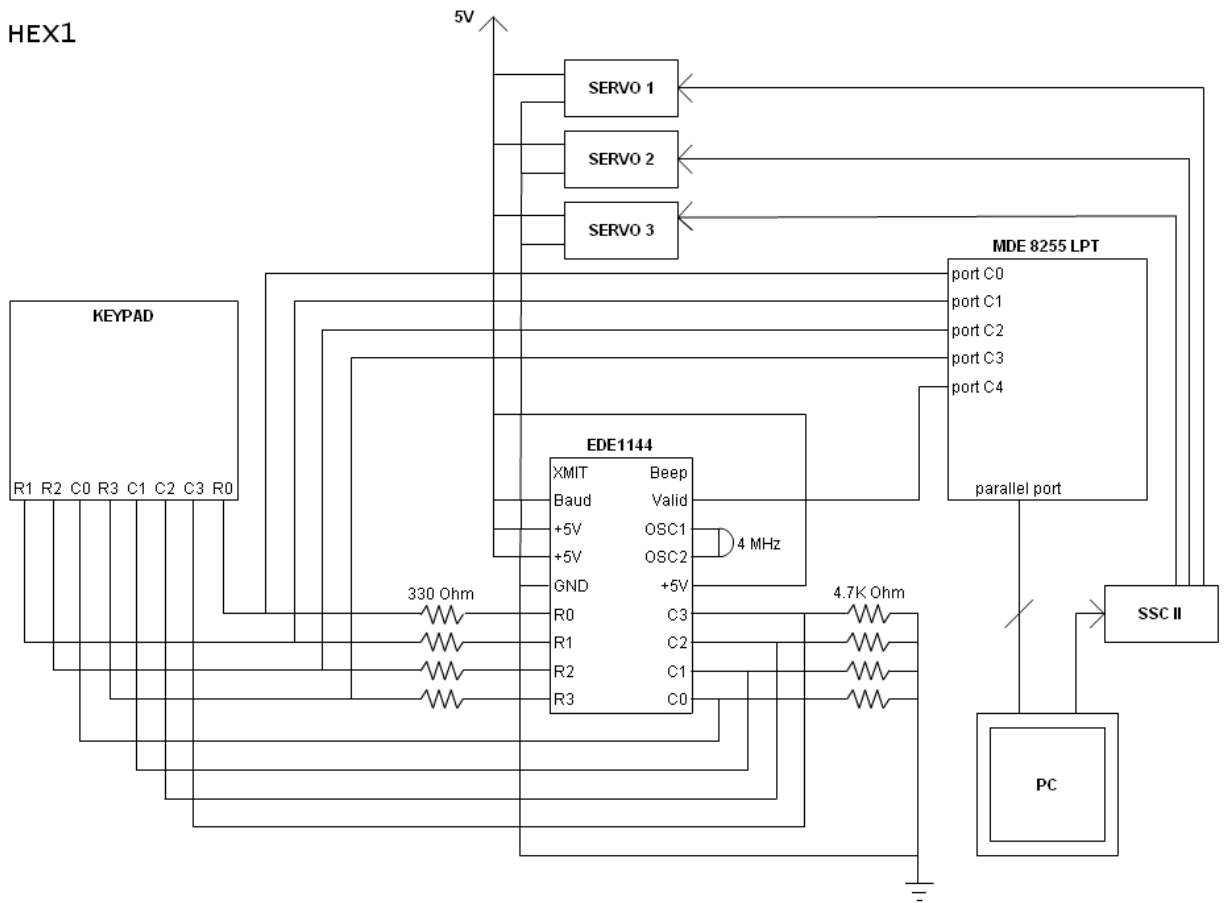 HEX1
5V
SERVO 1
SERVO 2
SERVO 3
MDE 8255 LPT
port C0
port C1
port C2
port C3
port C4
parallel port
KEYPAD
R1 R2 C0 R3 C1 C2 C3 R0
EDE1144
XMIT Beep
Baud Valid
+5V OSC1
+5V OSC2
4 MHz
GND +5V
R0 C3
R1 C2
R2 C1
R3 C0
330 Ohm
4.7K Ohm
SSC II
PC